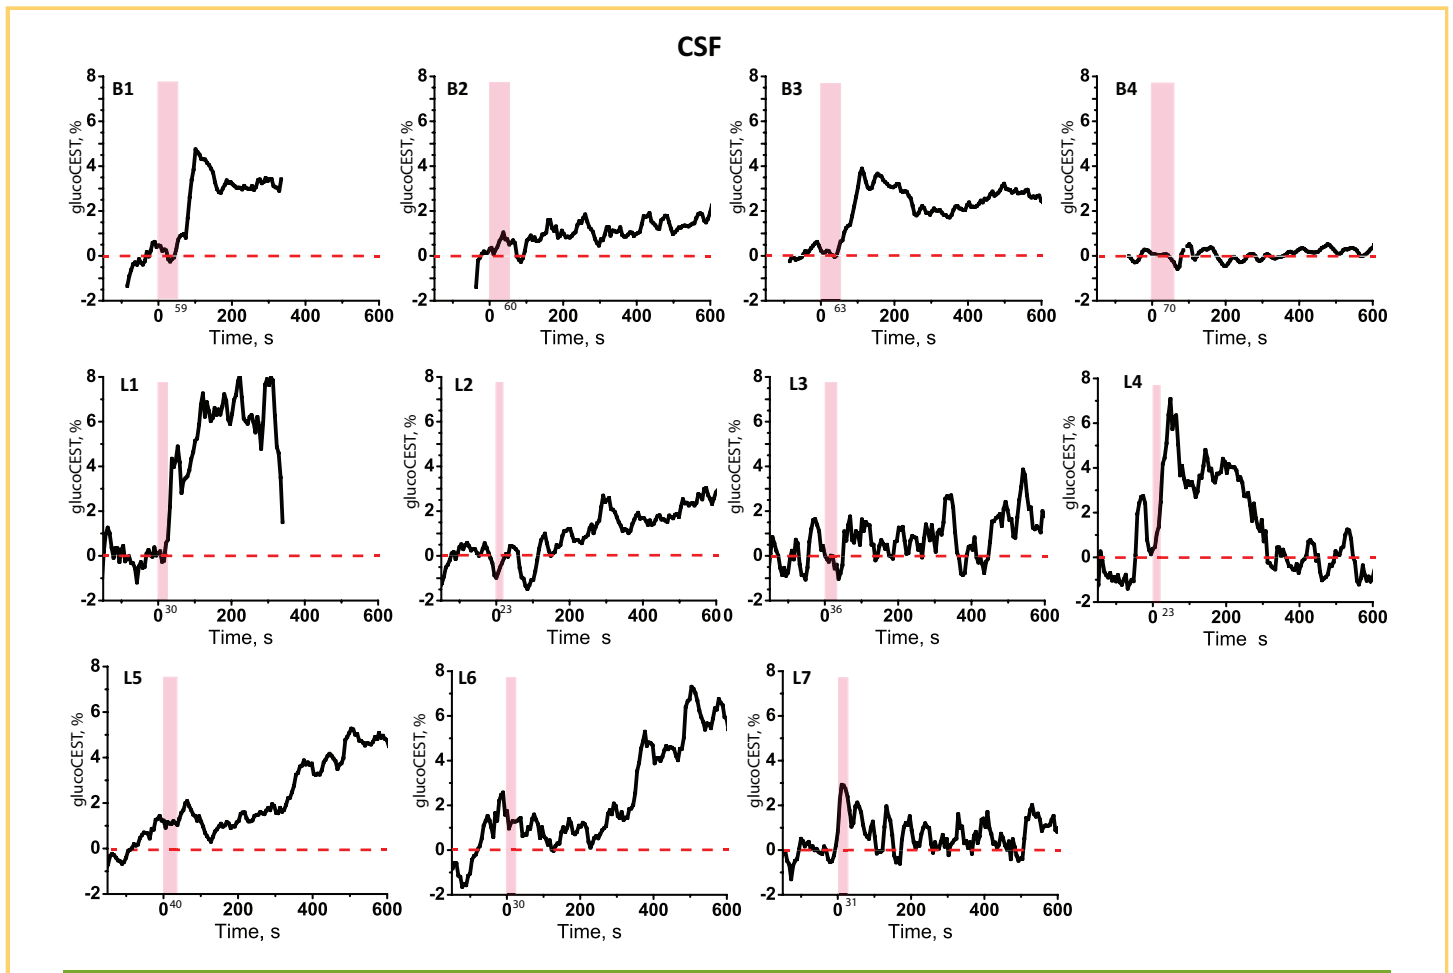 CSF
B1
glucoCEST, %
8
6
4
2
0
-2
0 59 200 400 600
Time, s
B2
glucoCEST, %
8
6
4
2
0
-2
0 60 200 400 600
Time, s
B3
glucoCEST, %
8
6
4
2
0
-2
0 63 200 400 600
Time, s
B4
glucoCEST, %
8
6
4
2
0
-2
0 70 200 400 600
Time, s
L1
glucoCEST, %
8
6
4
2
0
-2
0 30 200 400 600
Time, s
L2
glucoCEST, %
8
6
4
2
0
-2
0 23 200 400 600
Time s
L3
glucoCEST, %
8
6
4
2
0
-2
0 36 200 400 600
Time, s
L4
glucoCEST, %
8
6
4
2
0
-2
0 23 200 400 600
Time s
L5
glucoCEST, %
8
6
4
2
0
-2
0 40 200 400 600
Time, s
L6
glucoCEST, %
8
6
4
2
0
-2
0 30 200 400 600
Time, s
L7
glucoCEST, %
8
6
4
2
0
-2
0 31 200 400 600
Time, s